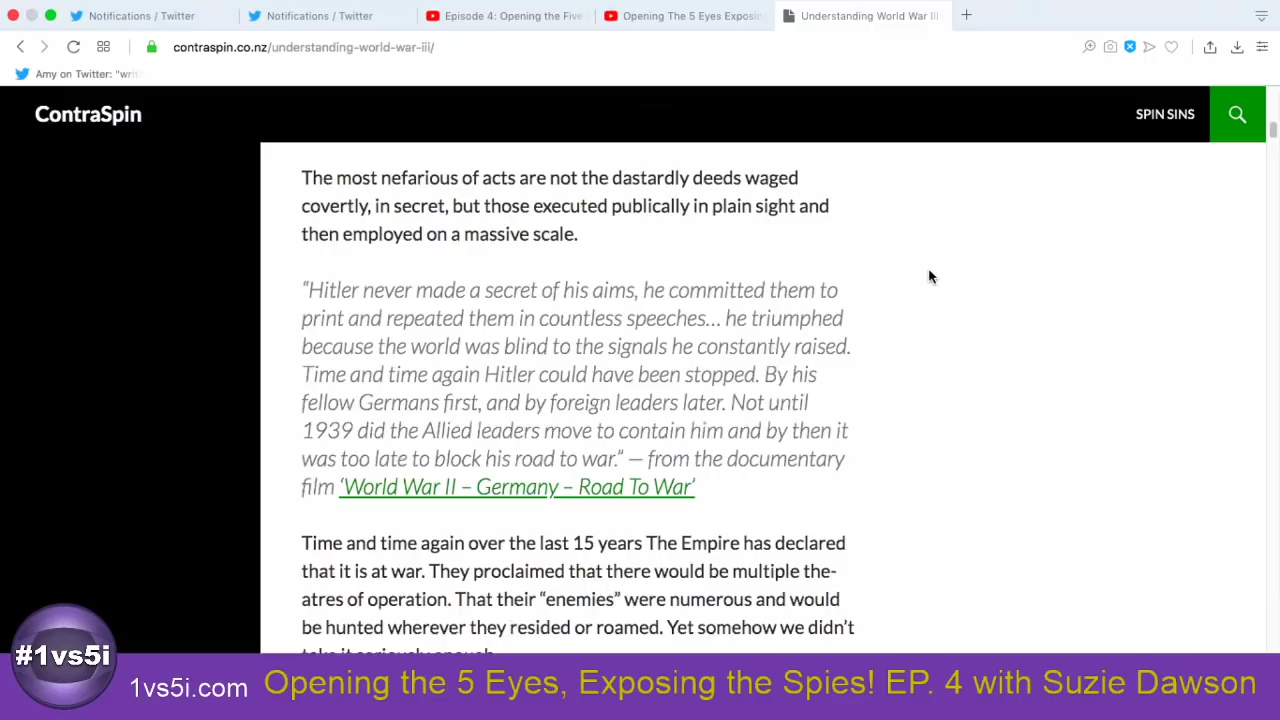 Notifications / Twitter
Notifications / Twitter
Episode 4: Opening the Five
Opening The 5 Eyes Exposing
Understanding World War III
contraspin.co.nz/understanding-world-war-iii/
Amy on Twitter: "writ
ContraSpin
SPIN SINS
The most nefarious of acts are not the dastardly deeds waged
covertly, in secret, but those executed publically in plain sight and
then employed on a massive scale.
“Hitler never made a secret of his aims, he committed them to
print and repeated them in countless speeches… he triumphed
because the world was blind to the signals he constantly raised.
Time and time again Hitler could have been stopped. By his
fellow Germans first, and by foreign leaders later. Not until
1939 did the Allied leaders move to contain him and by then it
was too late to block his road to war.” — from the documentary
film ‘World War II – Germany – Road To War’
Time and time again over the last 15 years The Empire has declared
that it is at war. They proclaimed that there would be multiple the-
atres of operation. That their “enemies” were numerous and would
be hunted wherever they resided or roamed. Yet somehow we didn’t
take it seriously enough.
#1vs5i
1vs5i.com
Opening the 5 Eyes, Exposing the Spies! EP. 4 with Suzie Dawson